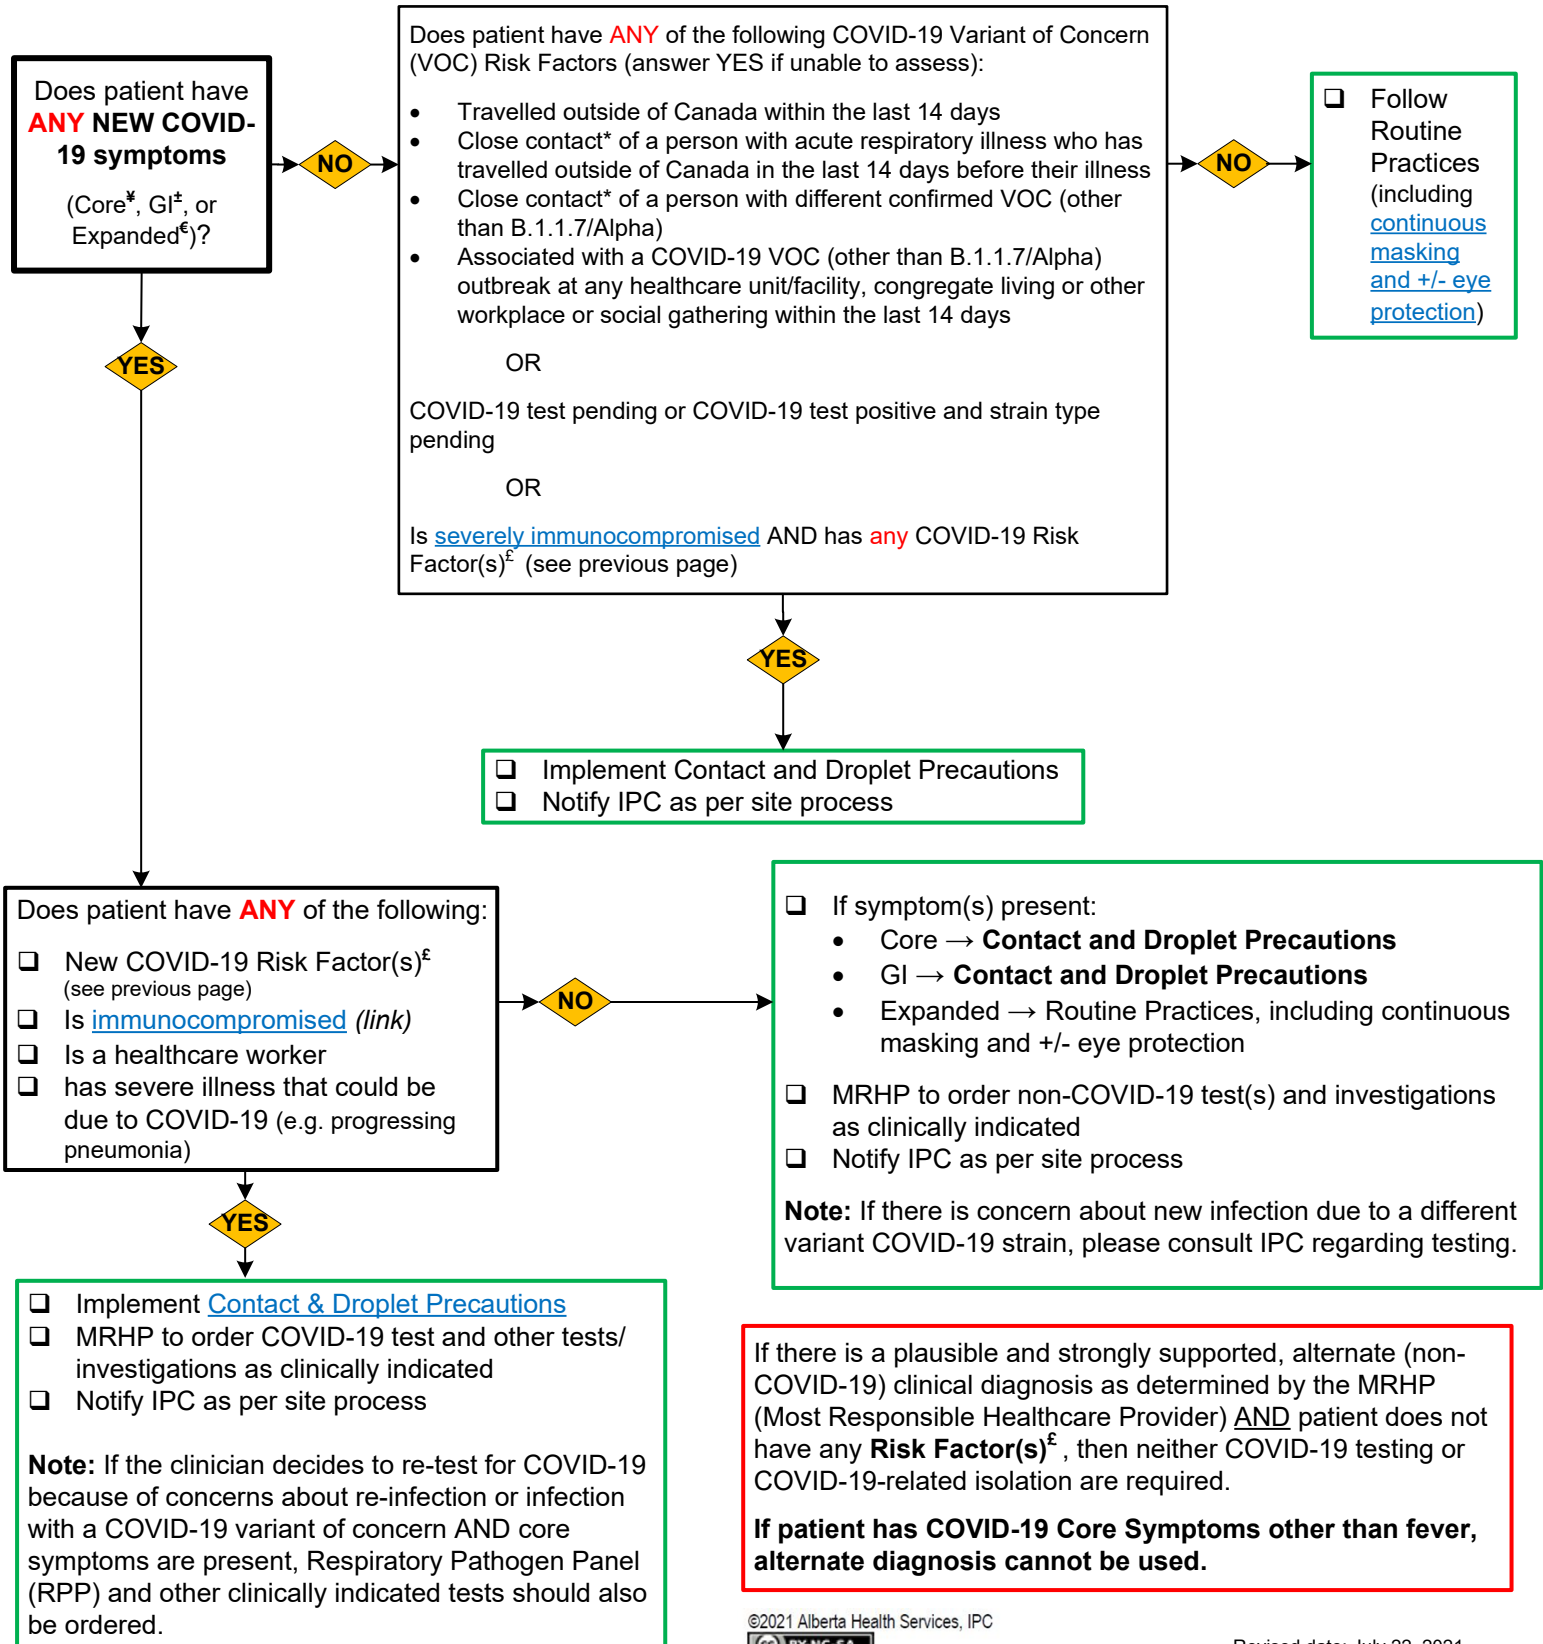 Does patient have
ANY NEW COVID-
19 symptoms
(Core¥, GI±, or
Expanded€)?
NO
YES
Does patient have ANY of the following COVID-19 Variant of Concern
(VOC) Risk Factors (answer YES if unable to assess):
• Travelled outside of Canada within the last 14 days
• Close contact* of a person with acute respiratory illness who has
travelled outside of Canada in the last 14 days before their illness
• Close contact* of a person with different confirmed VOC (other
than B.1.1.7/Alpha)
• Associated with a COVID-19 VOC (other than B.1.1.7/Alpha)
outbreak at any healthcare unit/facility, congregate living or other
workplace or social gathering within the last 14 days
OR
COVID-19 test pending or COVID-19 test positive and strain type
pending
OR
Is severely immunocompromised AND has any COVID-19 Risk
Factor(s)£ (see previous page)
NO
❑ Follow
Routine
Practices
(including
continuous
masking
and +/- eye
protection)
YES
❑ Implement Contact and Droplet Precautions
❑ Notify IPC as per site process
Does patient have ANY of the following:
❑ New COVID-19 Risk Factor(s)£
(see previous page)
❑ Is immunocompromised (link)
❑ Is a healthcare worker
❑ has severe illness that could be
due to COVID-19 (e.g. progressing
pneumonia)
NO
❑ If symptom(s) present:
• Core → Contact and Droplet Precautions
• GI → Contact and Droplet Precautions
• Expanded → Routine Practices, including continuous
masking and +/- eye protection
❑ MRHP to order non-COVID-19 test(s) and investigations
as clinically indicated
❑ Notify IPC as per site process
Note: If there is concern about new infection due to a different
variant COVID-19 strain, please consult IPC regarding testing.
YES
❑ Implement Contact & Droplet Precautions
❑ MRHP to order COVID-19 test and other tests/
investigations as clinically indicated
❑ Notify IPC as per site process
Note: If the clinician decides to re-test for COVID-19
because of concerns about re-infection or infection
with a COVID-19 variant of concern AND core
symptoms are present, Respiratory Pathogen Panel
(RPP) and other clinically indicated tests should also
be ordered.
If there is a plausible and strongly supported, alternate (non-
COVID-19) clinical diagnosis as determined by the MRHP
(Most Responsible Healthcare Provider) AND patient does not
have any Risk Factor(s)£ , then neither COVID-19 testing or
COVID-19-related isolation are required.
If patient has COVID-19 Core Symptoms other than fever,
alternate diagnosis cannot be used.
©2021 Alberta Health Services, IPC
BY-NC-SA
Revised date: July 22, 2021